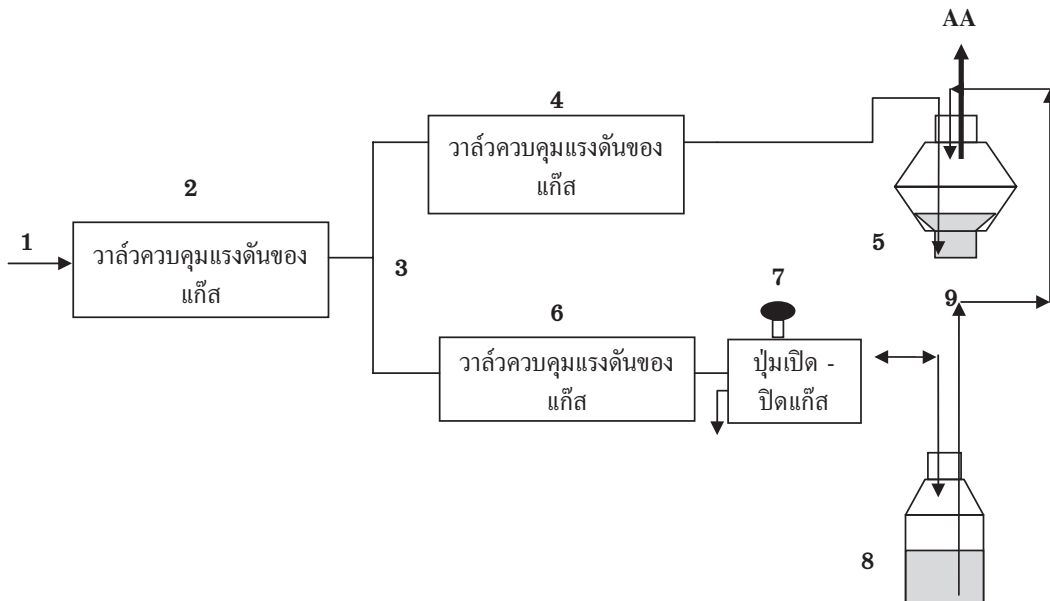 AA
4
วาล์วควบคุมแรงดันของ
แก๊ส
2
1
วาล์วควบคุมแรงดันของ
แก๊ส
3
5
6
วาล์วควบคุมแรงดันของ
แก๊ส
7
ปุ่มเปิด -
ปิดแก๊ส
9
8